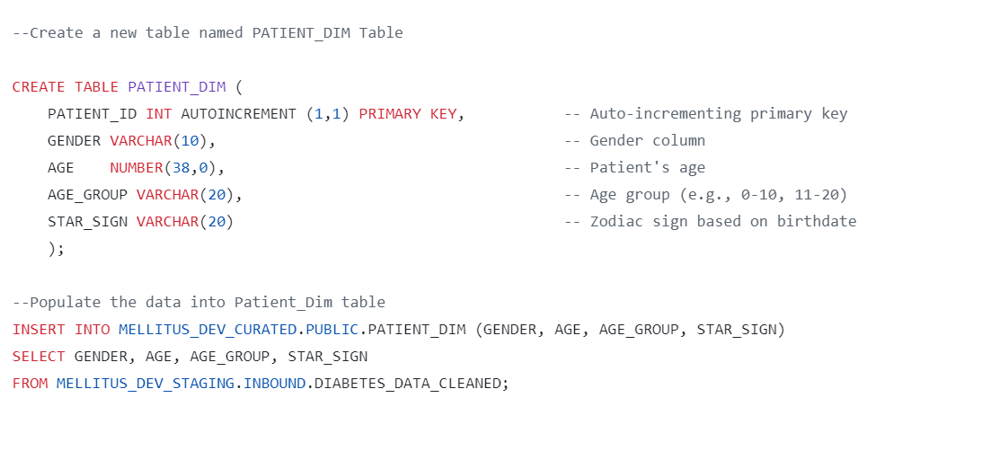 --Create a new table named PATIENT_DIM Table
CREATE TABLE PATIENT_DIM (
    PATIENT_ID INT AUTOINCREMENT (1,1) PRIMARY KEY,           -- Auto-incrementing primary key
    GENDER VARCHAR(10),                                       -- Gender column
    AGE    NUMBER(38,0),                                      -- Patient's age
    AGE_GROUP VARCHAR(20),                                    -- Age group (e.g., 0-10, 11-20)
    STAR_SIGN VARCHAR(20)                                     -- Zodiac sign based on birthdate
    );
--Populate the data into Patient_Dim table
INSERT INTO MELLITUS_DEV_CURATED.PUBLIC.PATIENT_DIM (GENDER, AGE, AGE_GROUP, STAR_SIGN)
SELECT GENDER, AGE, AGE_GROUP, STAR_SIGN
FROM MELLITUS_DEV_STAGING.INBOUND.DIABETES_DATA_CLEANED;